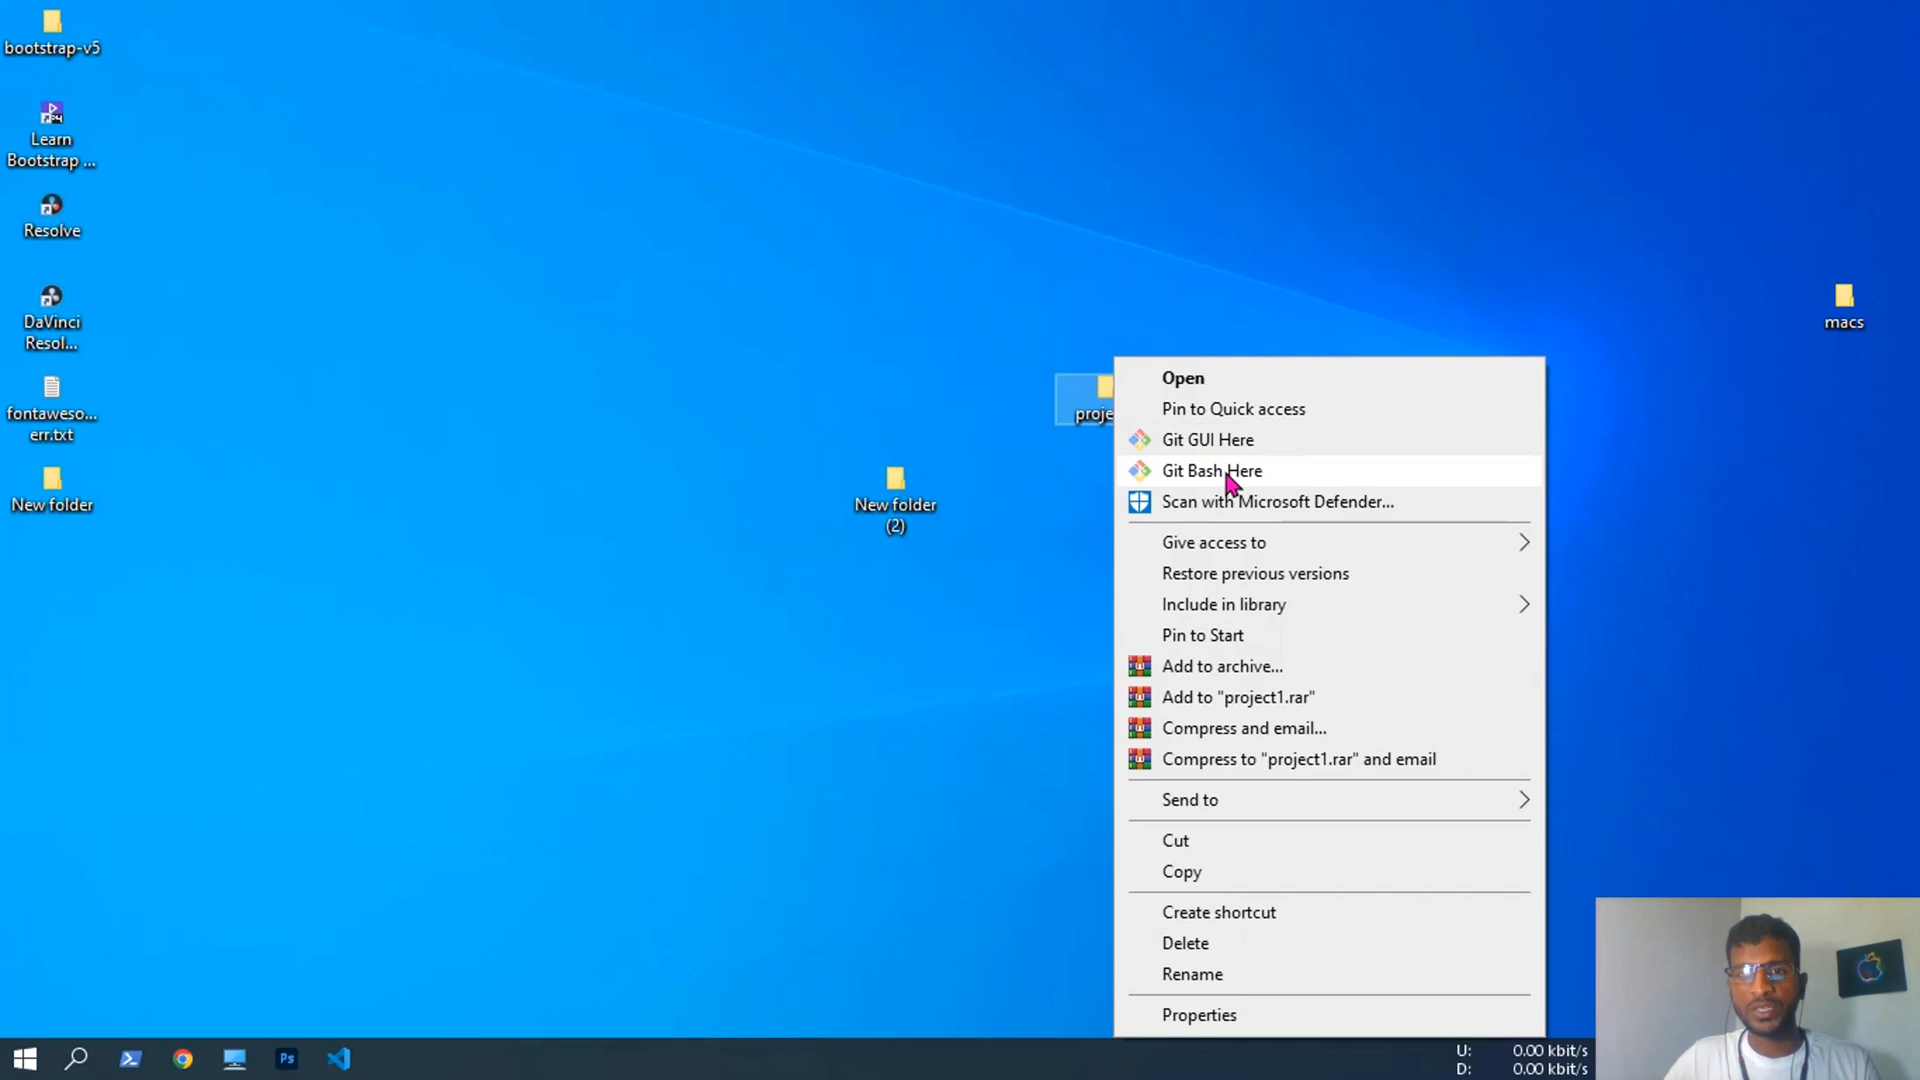 bootstrap-v5
Learn
Bootstrap ...
Resolve
DaVinci
Resol...
fontaweso...
err.txt
New folder
New folder
(2)
proje
macs
Open
Pin to Quick access
Git GUI Here
Git Bash Here
Scan with Microsoft Defender...
Give access to
Restore previous versions
Include in library
Pin to Start
Add to archive...
Add to "project1.rar"
Compress and email...
Compress to "project1.rar" and email
Send to
Cut
Copy
Create shortcut
Delete
Rename
Properties
Ps
U: 0.00 kbit/s
D: 0.00 kbit/s